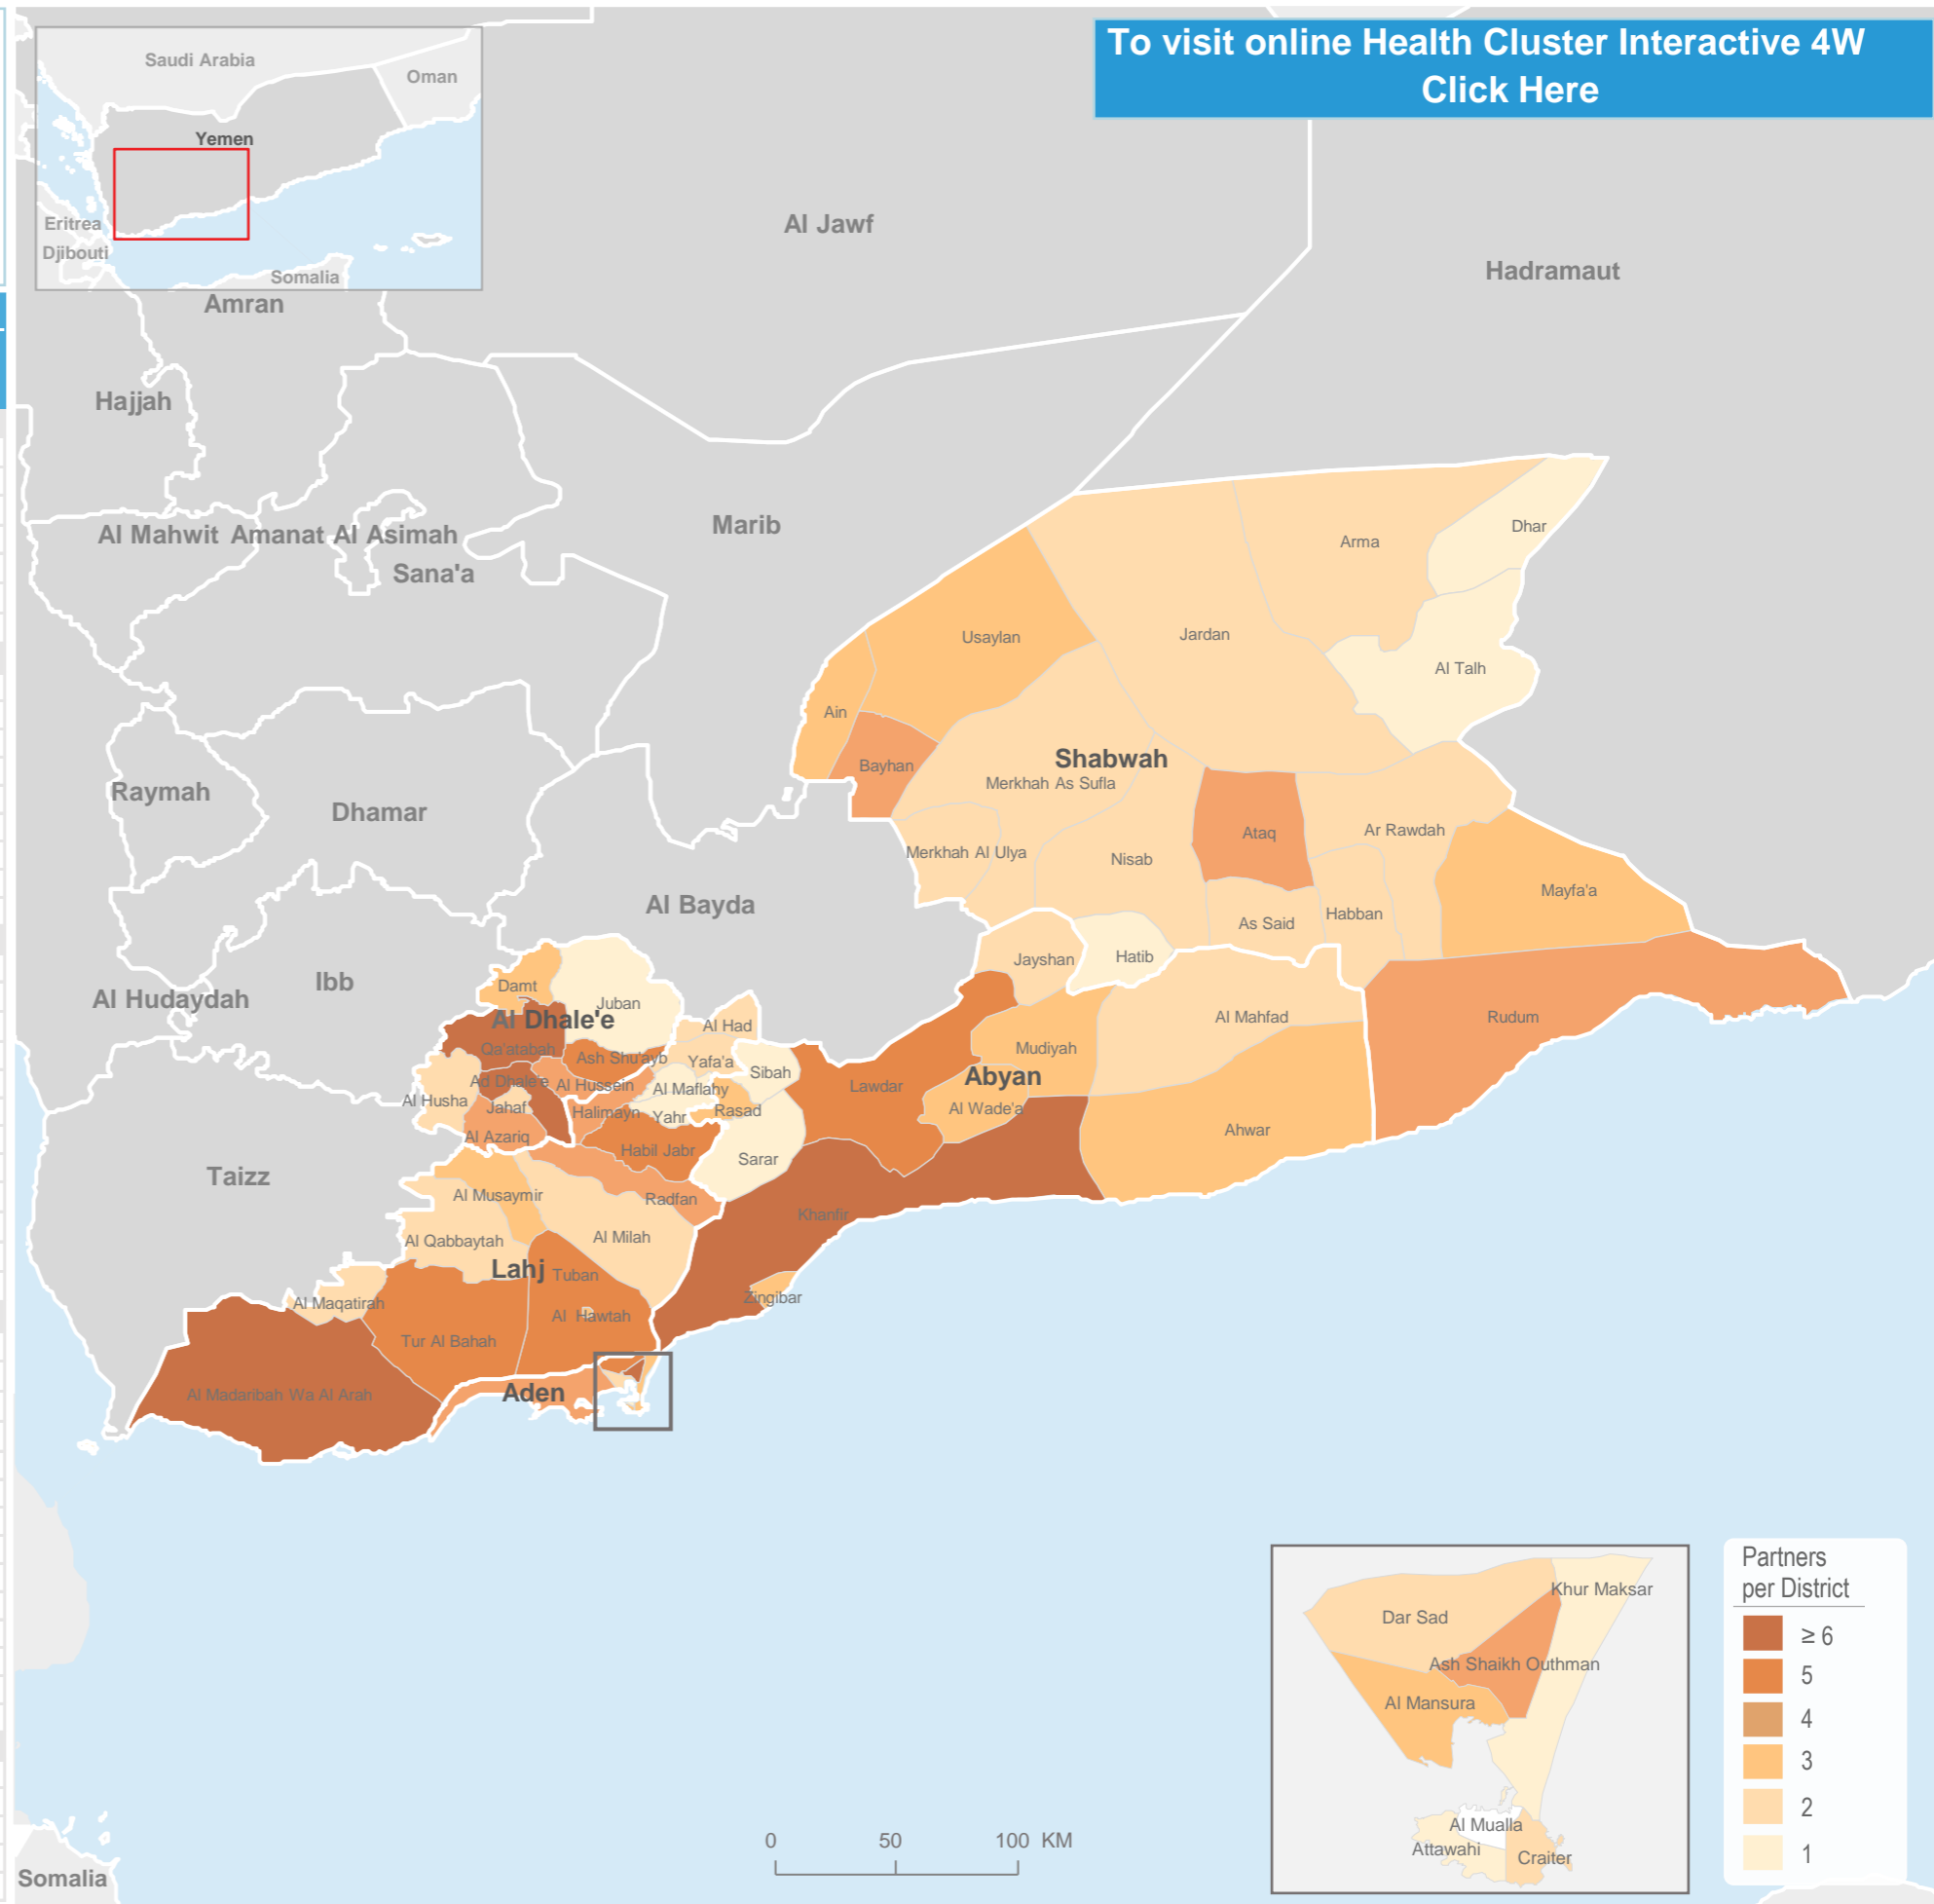 To visit online Health Cluster Interactive 4W
Click Here
Saudi Arabia
Oman
Yemen
Eritrea
Djibouti
Somalia
Al Jawf
Hadramaut
Amran
Hajjah
Al Mahwit
Amanat Al Asimah
Sana'a
Marib
Dhar
Arma
Usaylan
Jardan
Al Talh
Ain
Bayhan
Shabwah
Merkhah As Sufla
Raymah
Dhamar
Ataq
Ar Rawdah
Merkhah Al Ulya
Nisab
Mayfa'a
Al Bayda
Habban
As Said
Jayshan
Hatib
Ibb
Damt
Al Hudaydah
Juban
Al Dhale'e
Al Had
Al Mahfad
Rudum
Qa'atabah
Ash Shu'ayb
Yafa'a
Mudiyah
Sibah
Abyan
Ad Dhale'e
Al Hussein
Al Maflahy
Lawdar
Al Husha
Jahaf
Halimayn
Yahr
Rasad
Al Wade'a
Al Azariq
Ahwar
Habil Jabr
Sarar
Taizz
Al Musaymir
Radfan
Khanfir
Al Qabbaytah
Al Milah
Lahj
Tuban
Zingibar
Al Maqatirah
Al Hawtah
Tur Al Bahah
Al Madaribah Wa Al Arah
Aden
Khur Maksar
Dar Sad
Ash Shaikh Outhman
Al Mansura
Al Mualla
Attawahi
Craiter
Partners
per District
≥ 6
5
4
3
2
1
0 50 100 KM
Somalia